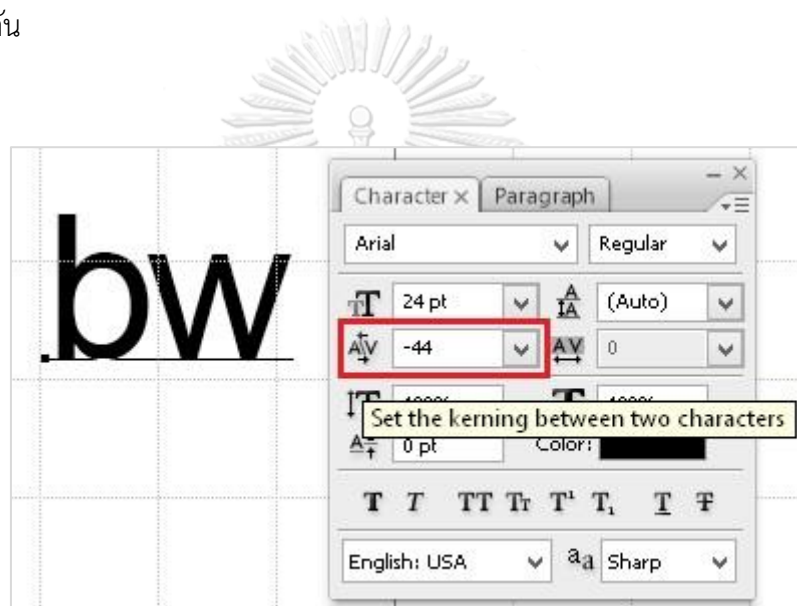 bw
Character × Paragraph
Arial Regular
24 pt (Auto)
-44 0
Set the kerning between two characters
0 pt Color:
T T TT Tr T¹ T₁ T T
English: USA aa Sharp